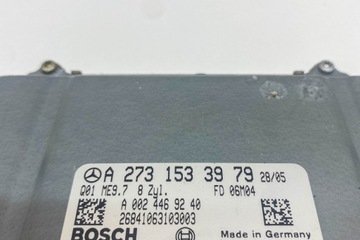 A 273 153 39 79 28/05
Q01 ME9.7 8 Zyl. FD 06M04
A 002 446 92 40
26841063103003
BOSCH Made in Germany